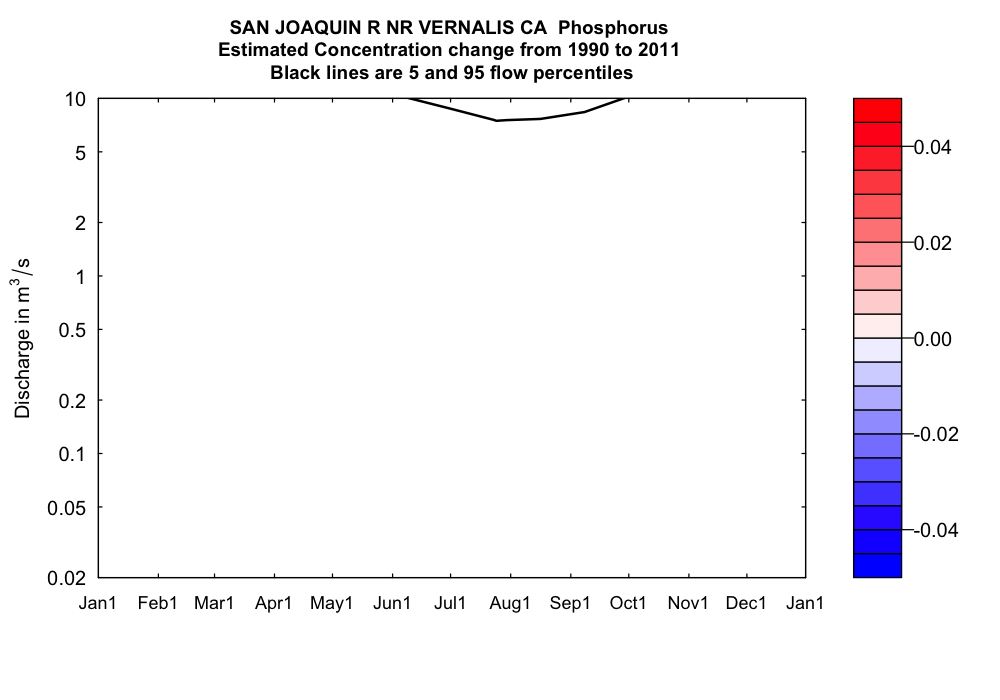 SAN JOAQUIN R NR VERNALIS CA  Phosphorus
Estimated Concentration change from 1990 to 2011
Black lines are 5 and 95 flow percentiles
Discharge in m³/s
10
5
2
1
0.5
0.2
0.1
0.05
0.02
Jan1 Feb1 Mar1 Apr1 May1 Jun1 Jul1 Aug1 Sep1 Oct1 Nov1 Dec1 Jan1
0.04
0.02
0.00
-0.02
-0.04